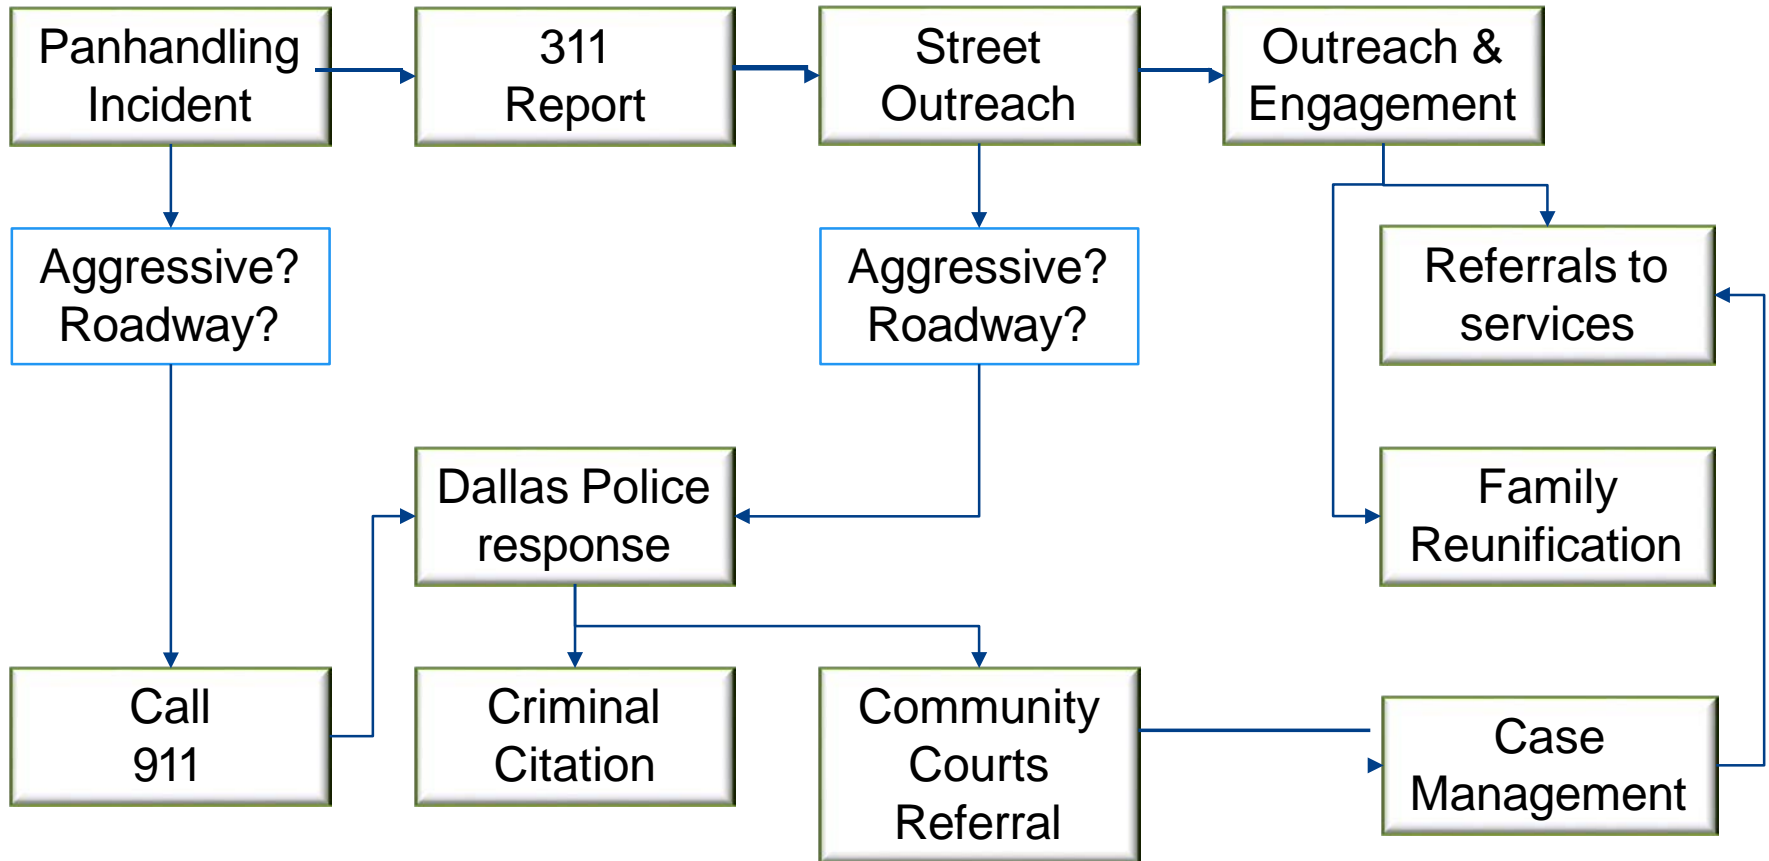 Panhandling
Incident
311
Report
Street
Outreach
Outreach &
Engagement
Aggressive?
Roadway?
Aggressive?
Roadway?
Referrals to
services
Dallas Police
response
Family
Reunification
Call
911
Criminal
Citation
Community
Courts
Referral
Case
Management